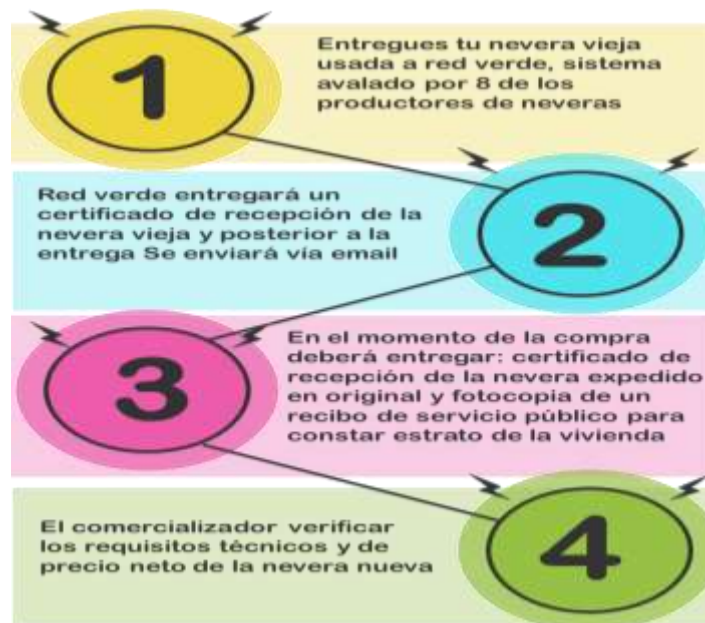 1
Entregues tu nevera vieja
usada a red verde, sistema
avalado por 8 de los
productores de neveras
Red verde entregará un
certificado de recepción de la
nevera vieja y posterior a la
entrega Se enviará vía email
2
3
En el momento de la compra
deberá entregar: certificado de
recepción de la nevera expedido
en original y fotocopia de un
recibo de servicio público para
constar estrato de la vivienda
El comercializador verificar
los requisitos técnicos y de
precio neto de la nevera nueva
4